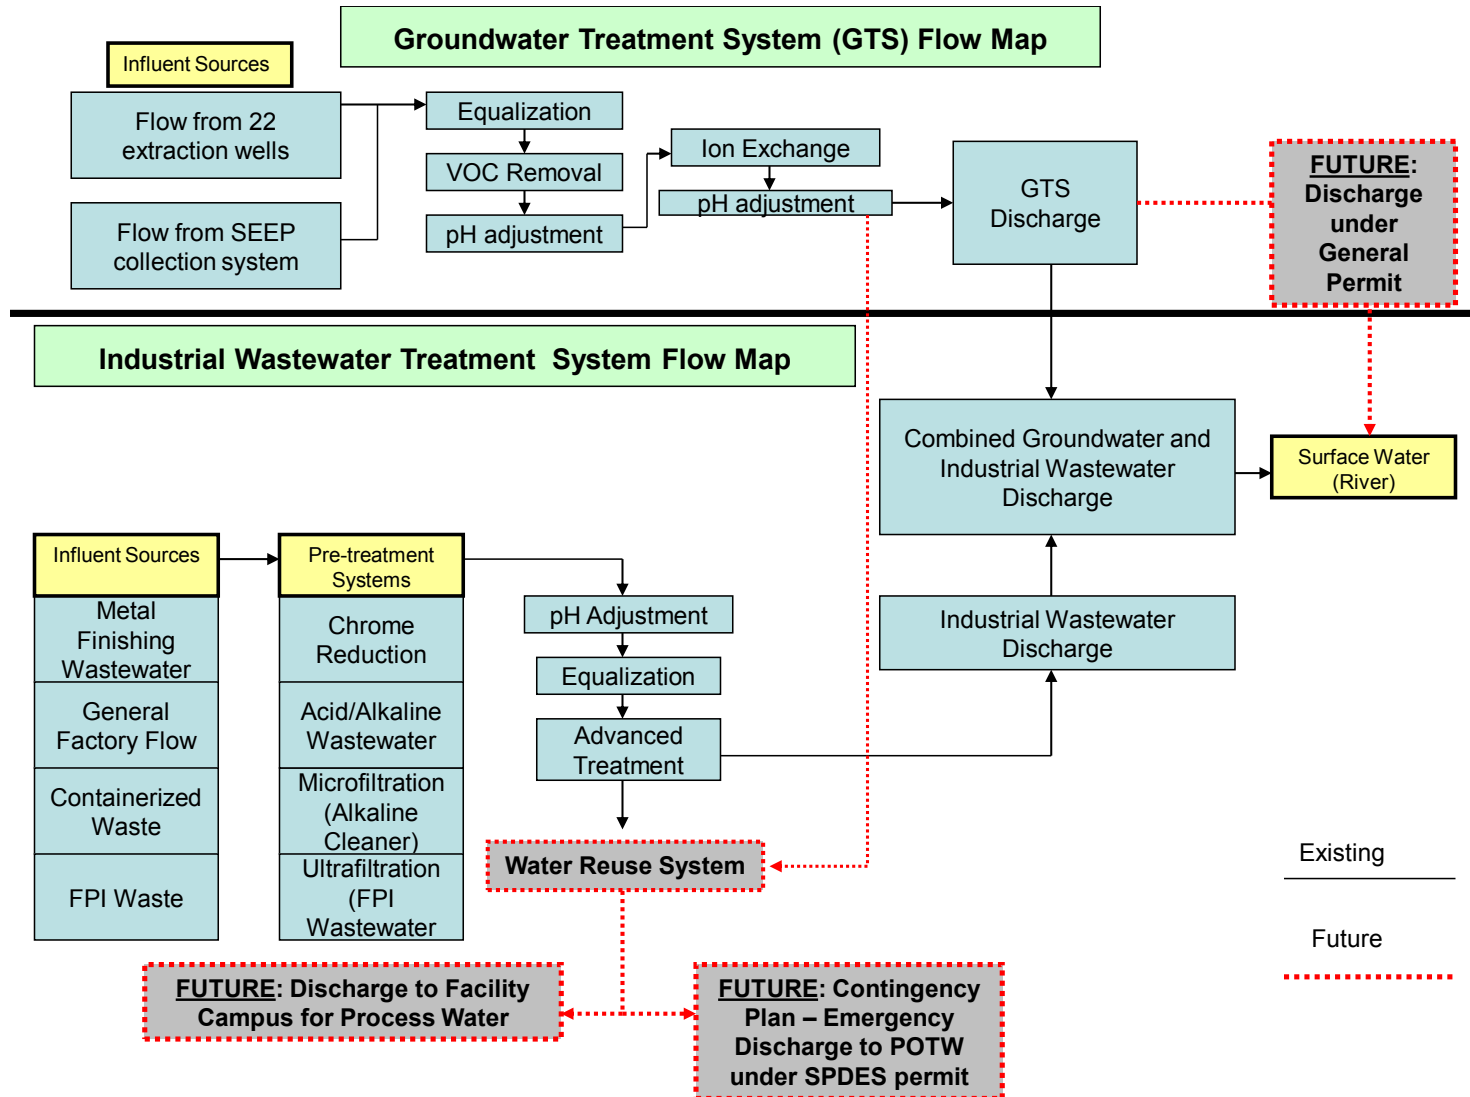 Groundwater Treatment System (GTS) Flow Map
Influent Sources
Flow from 22
extraction wells
Flow from SEEP
collection system
Equalization
VOC Removal
pH adjustment
Ion Exchange
pH adjustment
GTS
Discharge
FUTURE:
Discharge
under
General
Permit
Industrial Wastewater Treatment System Flow Map
Combined Groundwater and
Industrial Wastewater
Discharge
Surface Water
(River)
Influent Sources
Metal
Finishing
Wastewater
General
Factory Flow
Containerized
Waste
FPI Waste
Pre-treatment
Systems
Chrome
Reduction
Acid/Alkaline
Wastewater
Microfiltration
(Alkaline
Cleaner)
Ultrafiltration
(FPI
Wastewater
pH Adjustment
Equalization
Advanced
Treatment
Industrial Wastewater
Discharge
Water Reuse System
FUTURE: Discharge to Facility
Campus for Process Water
FUTURE: Contingency
Plan – Emergency
Discharge to POTW
under SPDES permit
Existing
Future